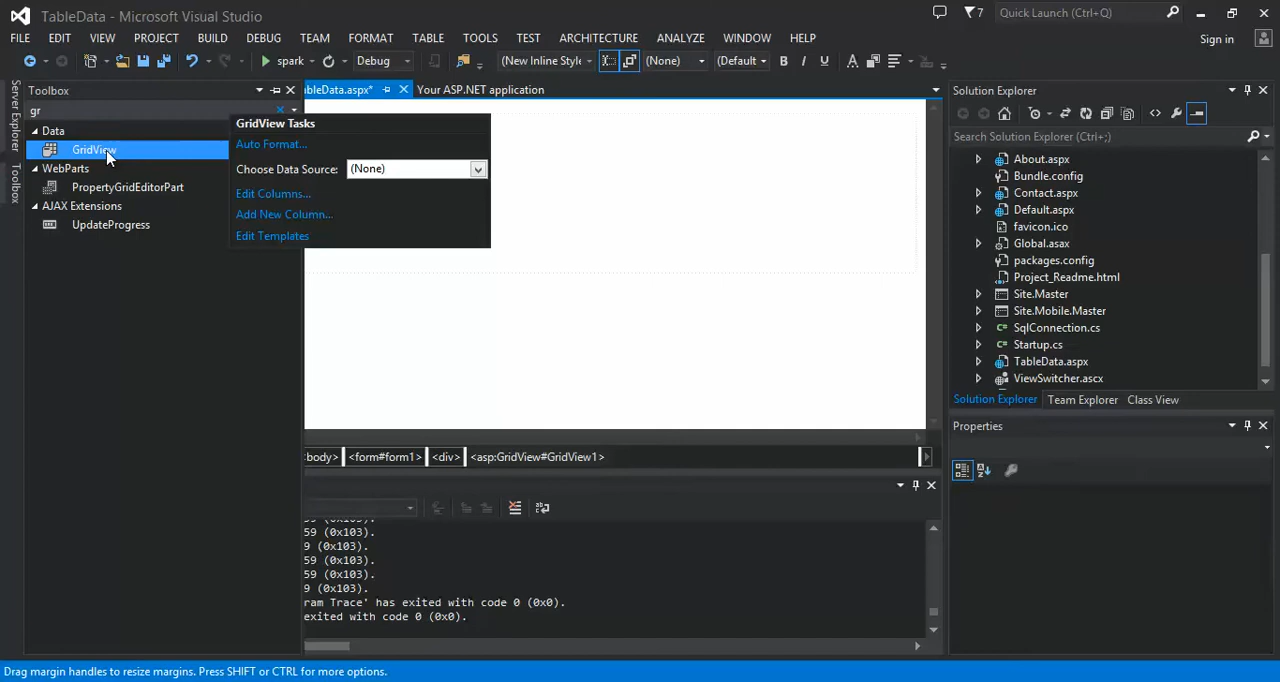 TableData - Microsoft Visual Studio
7
Quick Launch (Ctrl+Q)
FILE EDIT VIEW PROJECT BUILD DEBUG TEAM FORMAT TABLE TOOLS TEST ARCHITECTURE ANALYZE WINDOW HELP
Sign in
spark Debug (New Inline Style (None) (Default B I U A
Server Explorer
Toolbox
Toolbox
gr
Data
GridView
WebParts
PropertyGridEditorPart
AJAX Extensions
UpdateProgress
ableData.aspx* Your ASP.NET application
GridView Tasks
Auto Format...
Choose Data Source: (None)
Edit Columns...
Add New Column...
Edit Templates
body> <form#form1> <div> <asp:GridView#GridView1>
59 (0x103).
59 (0x103).
9 (0x103).
59 (0x103).
59 (0x103).
9 (0x103).
ram Trace' has exited with code 0 (0x0).
exited with code 0 (0x0).
Solution Explorer
Search Solution Explorer (Ctrl+;)
About.aspx
Bundle.config
Contact.aspx
Default.aspx
favicon.ico
Global.asax
packages.config
Project_Readme.html
Site.Master
Site.Mobile.Master
SqlConnection.cs
Startup.cs
TableData.aspx
ViewSwitcher.ascx
Solution Explorer Team Explorer Class View
Properties
Drag margin handles to resize margins. Press SHIFT or CTRL for more options.